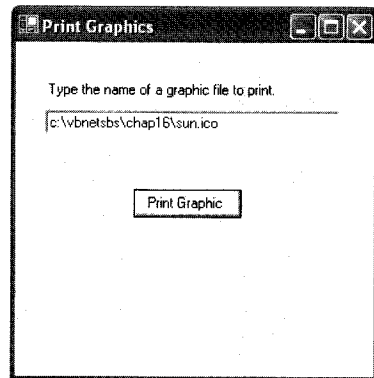 Print Graphics
Type the name of a graphic file to print.
c:\vbnetsbs\chap16\sun.ico
Print Graphic